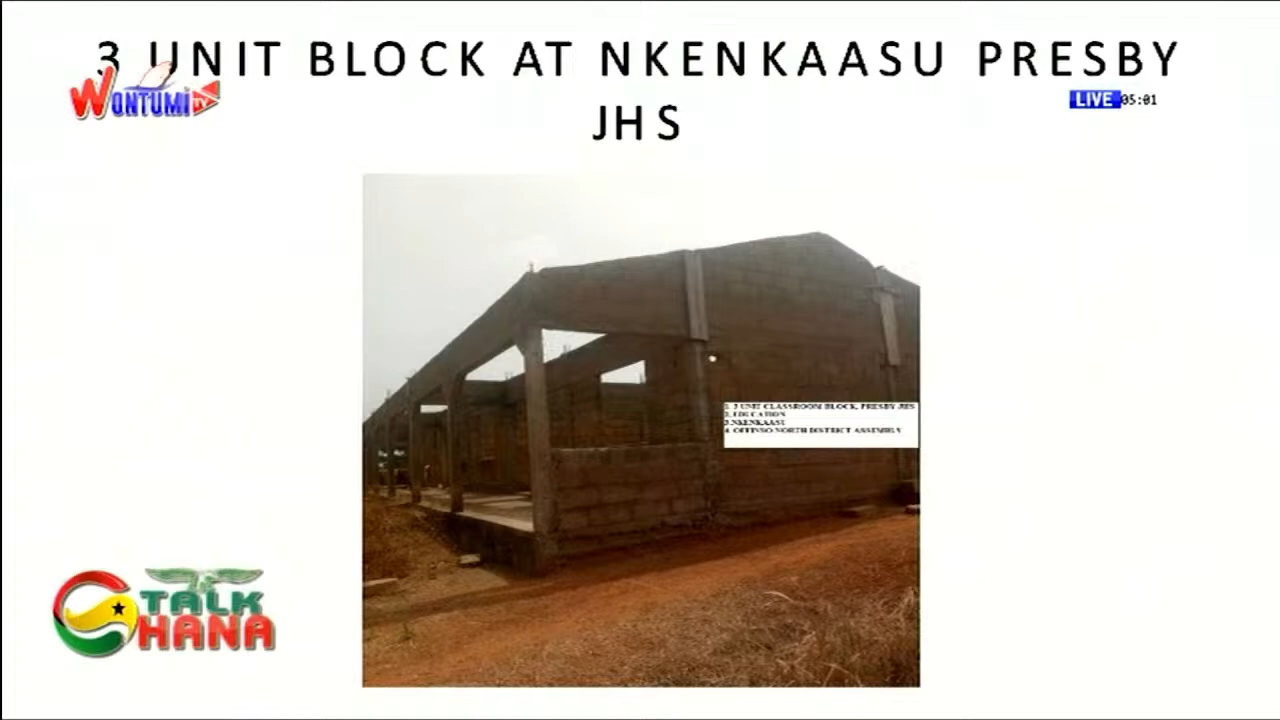 3 UNIT BLOCK AT NKENKAASU PRESBY
JHS
WONTUMI TV
LIVE 05:01
1. 3 UNIT CLASSROOM BLOCK, PRESBY JHS
2. EDUCATION
3.NKENKAASU
4. OFFINSO NORTH DISTRICT ASSEMBLY
TALK
GHANA